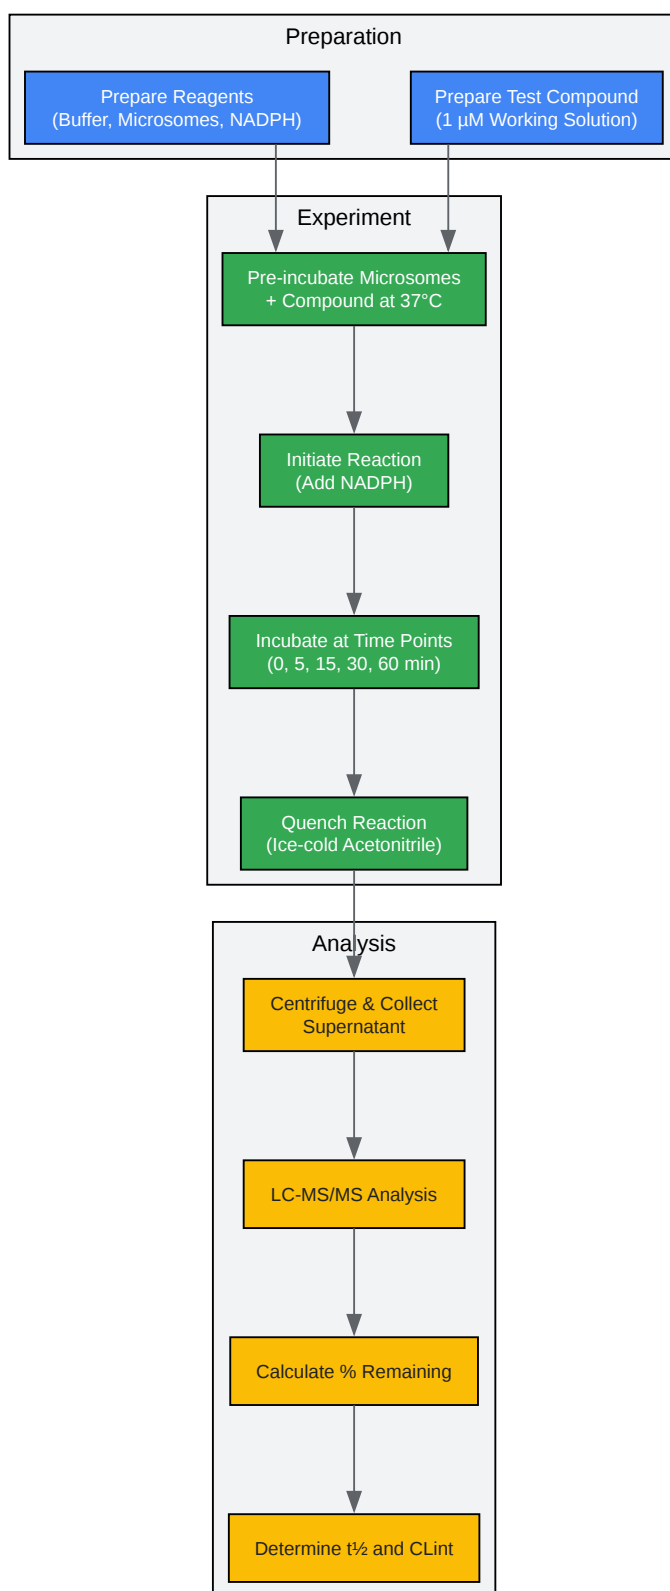 Preparation
Prepare Reagents
(Buffer, Microsomes, NADPH)
Prepare Test Compound
(1 µM Working Solution)
Experiment
Pre-incubate Microsomes
+ Compound at 37°C
Initiate Reaction
(Add NADPH)
Incubate at Time Points
(0, 5, 15, 30, 60 min)
Quench Reaction
(Ice-cold Acetonitrile)
Analysis
Centrifuge & Collect
Supernatant
LC-MS/MS Analysis
Calculate % Remaining
Determine t½ and CLint